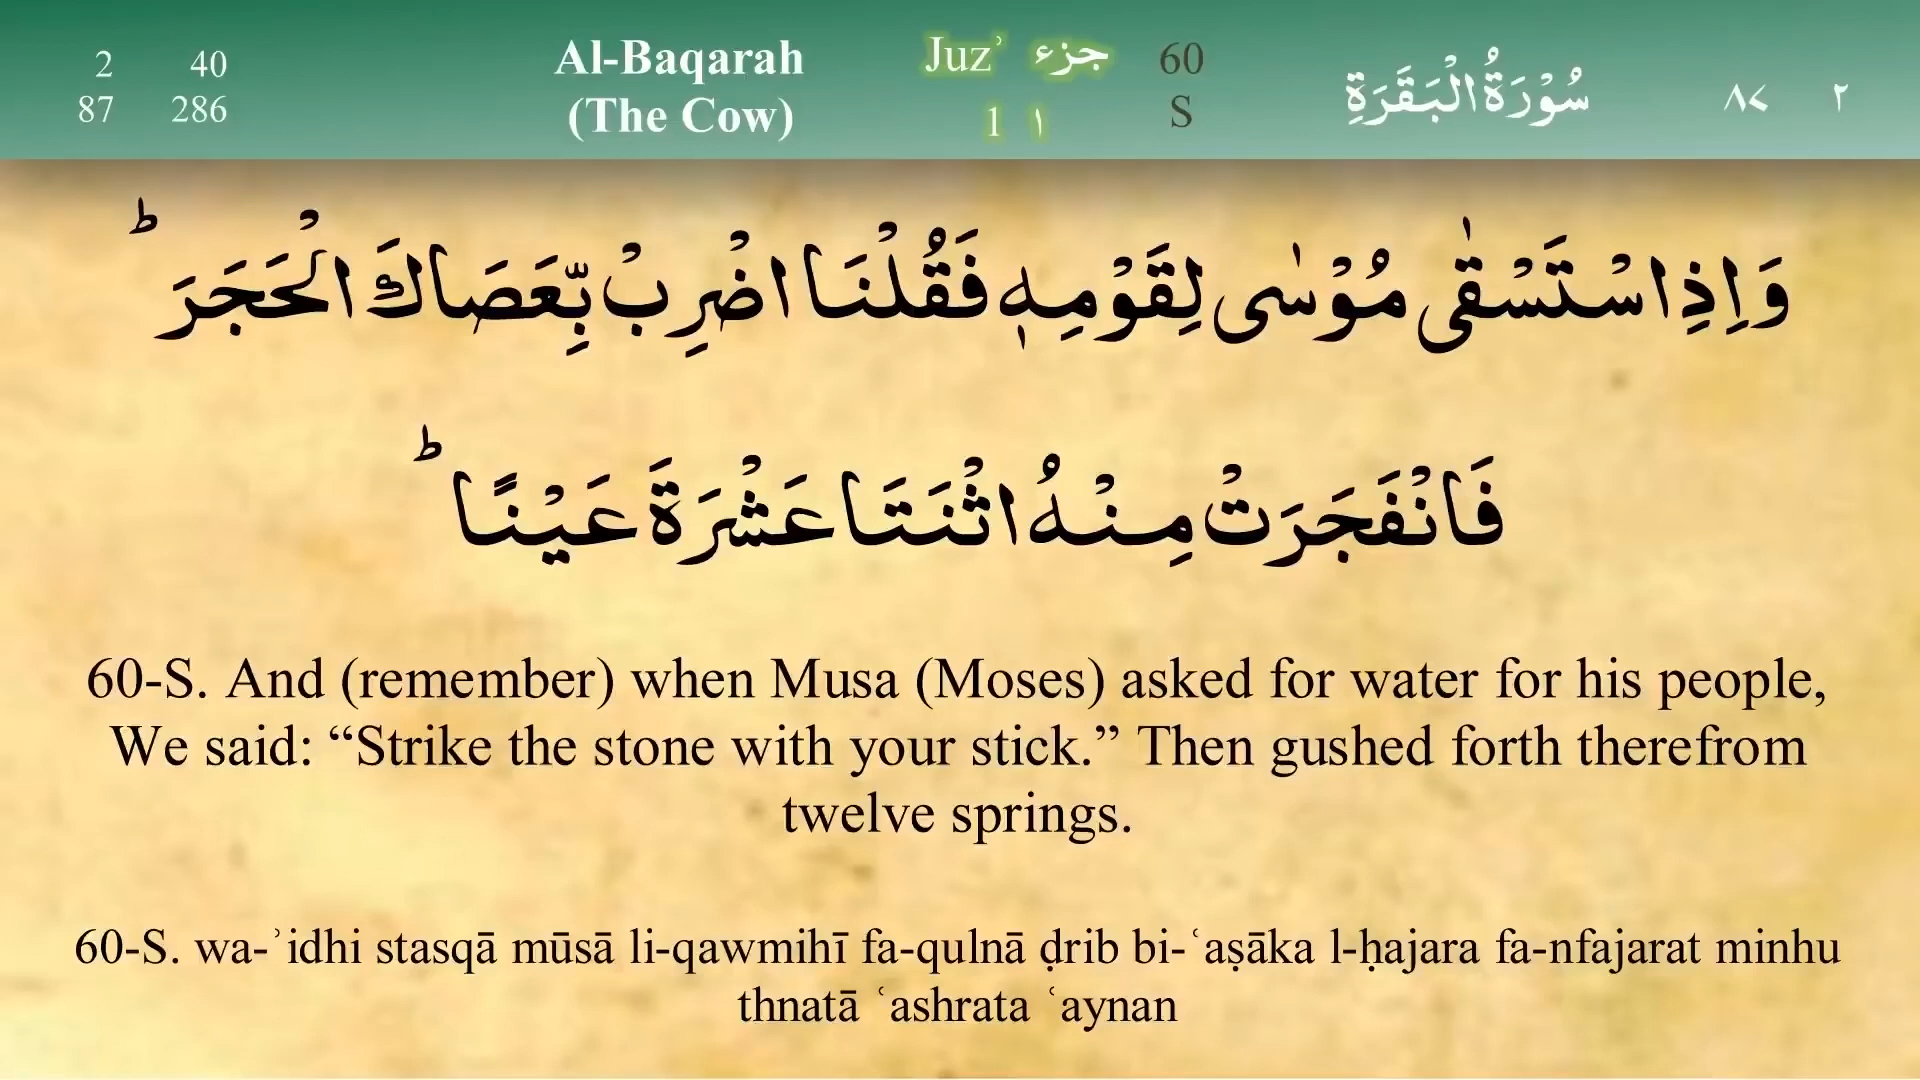 2 40
87 286
Al-Baqarah
(The Cow)
Juzʾ جزء
1 ١
60
S
سُوْرَةُ الْبَقَرَةِ
٨٧ ٢
وَاِذِ اسْتَسْقٰى مُوْسٰى لِقَوْمِهٖ فَقُلْنَا اضْرِبْ بِّعَصَاكَ الْحَجَرَ ؕ
فَانْفَجَرَتْ مِنْهُ اثْنَتَا عَشْرَةَ عَيْنًا ؕ
60-S. And (remember) when Musa (Moses) asked for water for his people,
We said: “Strike the stone with your stick.” Then gushed forth therefrom
twelve springs.
60-S. wa-ʾidhi stasqā mūsā li-qawmihī fa-qulnā ḍrib bi-ʿaṣāka l-ḥajara fa-nfajarat minhu
thnatā ʿashrata ʿaynan